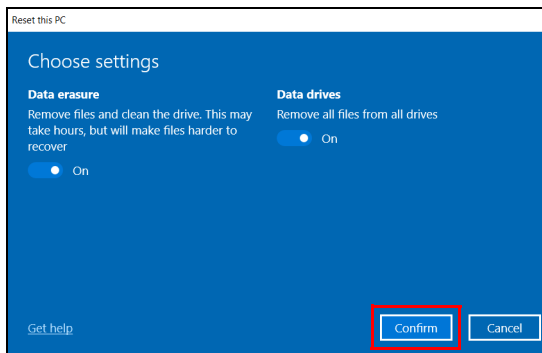 Reset this PC
Choose settings
Data erasure
Remove files and clean the drive. This may
take hours, but will make files harder to
recover
On
Data drives
Remove all files from all drives
On
Get help
Confirm
Cancel